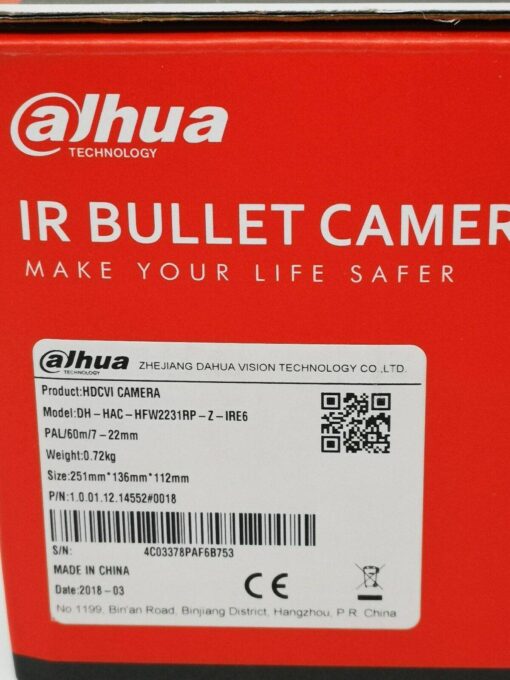 alhua
TECHNOLOGY
IR BULLET CAMER
MAKE YOUR LIFE SAFER
alhua
TECHNOLOGY
ZHEJIANG DAHUA VISION TECHNOLOGY CO .,LTD.
Product:HDCVI CAMERA
Model:DH-HAC-HFW2231RP-Z-IRE6
PAL/60m/7-22mm
Weight:0.72kg
Size:251mm*136mm*112mm
P/N:1.0.01.12.14552#0018
S/N: 4C03378PAF6B753
MADE IN CHINA
Date:2018-03
CE
No 1199, Bin'an Road, Binjiang District, Hangzhou, P.R. China